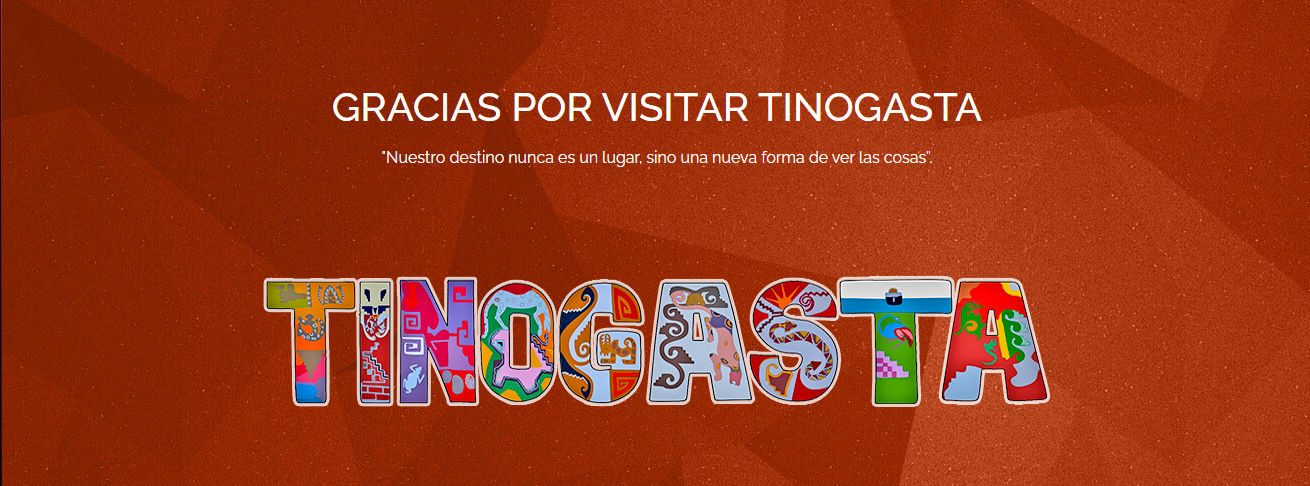 GRACIAS POR VISITAR TINOGASTA
"Nuestro destino nunca es un lugar, sino una nueva forma de ver las cosas".
TINOGASTA